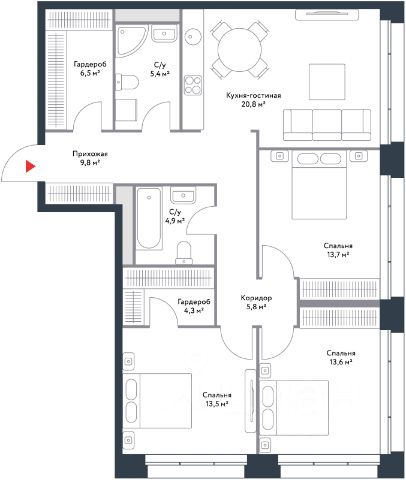 Гардероб
6,5 м²
С/у
5,4 м²
Кухня-гостиная
20,8 м²
Прихожая
9,8 м²
С/у
4,9 м²
Спальня
13,7 м²
Гардероб
4,3 м²
Коридор
5,8 м²
Спальня
13,6 м²
Спальня
13,5 м²